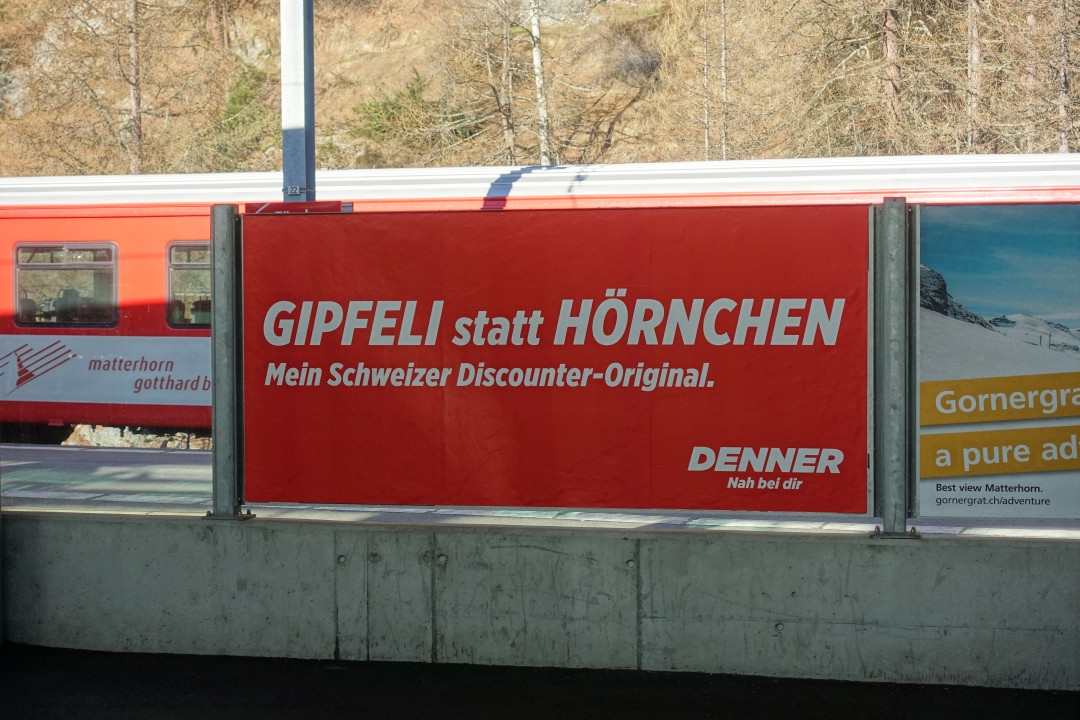 22
matterhorn
gotthard b
GIPFELI statt HÖRNCHEN
Mein Schweizer Discounter-Original.
DENNER
Nah bei dir
Gornergra
a pure ad
Best view Matterhorn.
gornergrat.ch/adventure